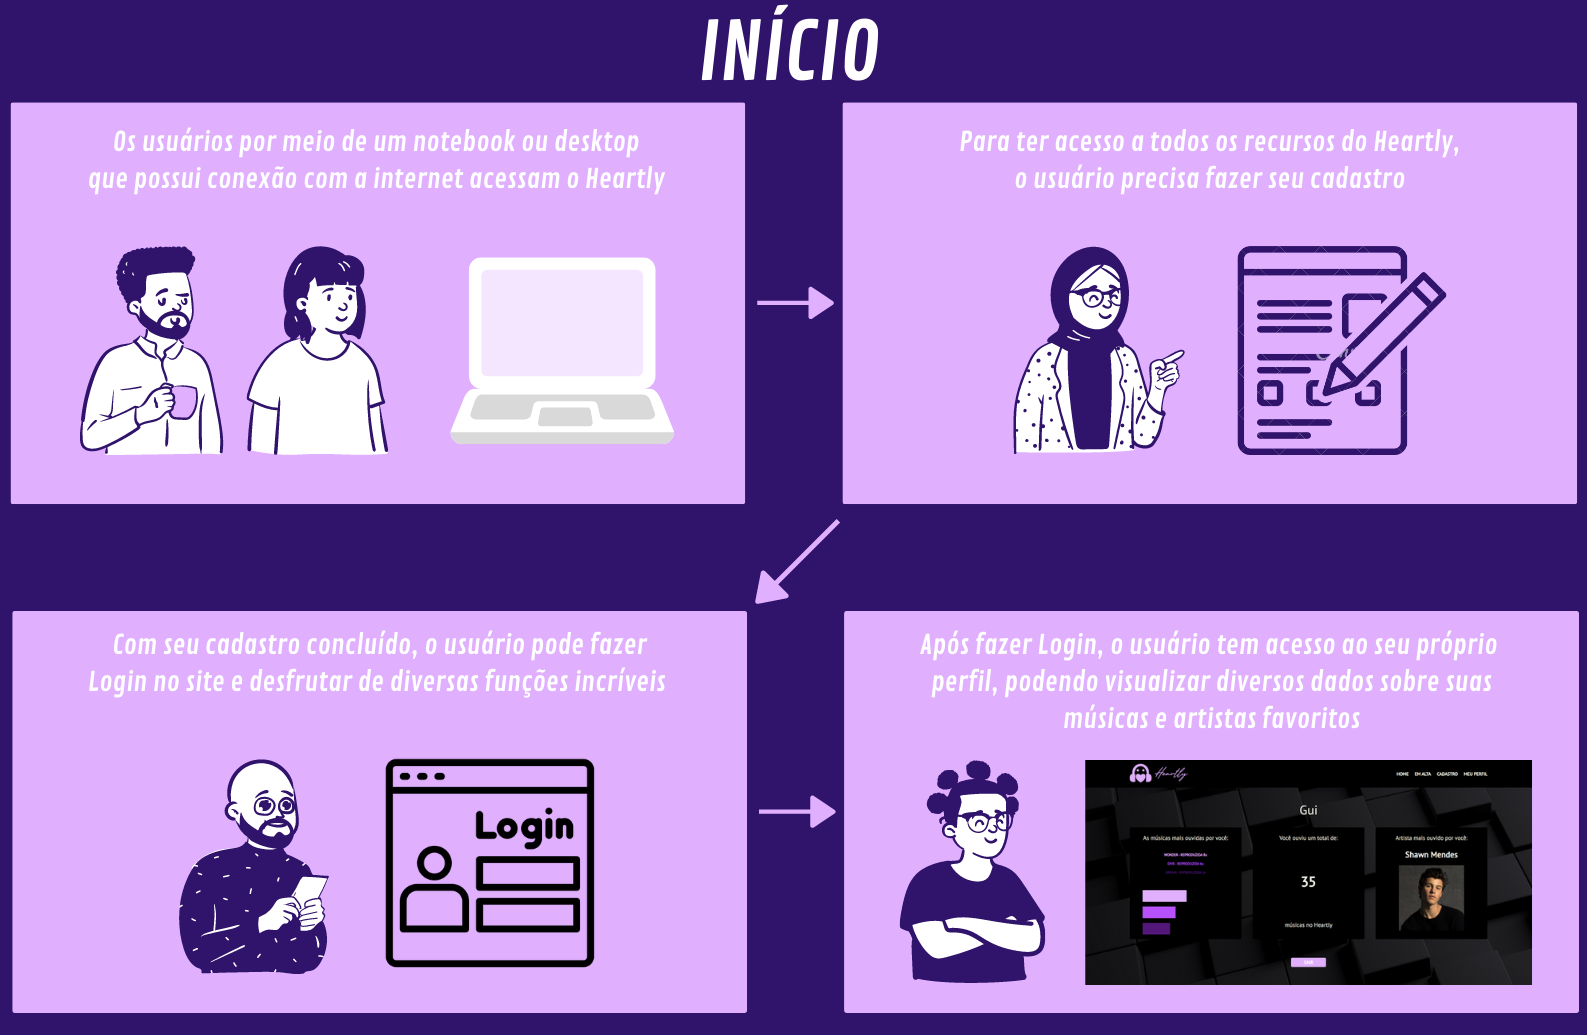 INÍCIO
Os usuários por meio de um notebook ou desktop
que possui conexão com a internet acessam o Heartly
Para ter acesso a todos os recursos do Heartly,
o usuário precisa fazer seu cadastro
Com seu cadastro concluído, o usuário pode fazer
Login no site e desfrutar de diversas funções incríveis
Login
Após fazer Login, o usuário tem acesso ao seu próprio
perfil, podendo visualizar diversos dados sobre suas
músicas e artistas favoritos
Heartly
HOME EM ALTA CADASTRO MEU PERFIL
Gui
As músicas mais ouvidas por você:
WONDER - REPRODUZIDA 8x
Você ouviu um total de:
35
músicas no Heartly
Artista mais ouvido por você:
Shawn Mendes
SAIR